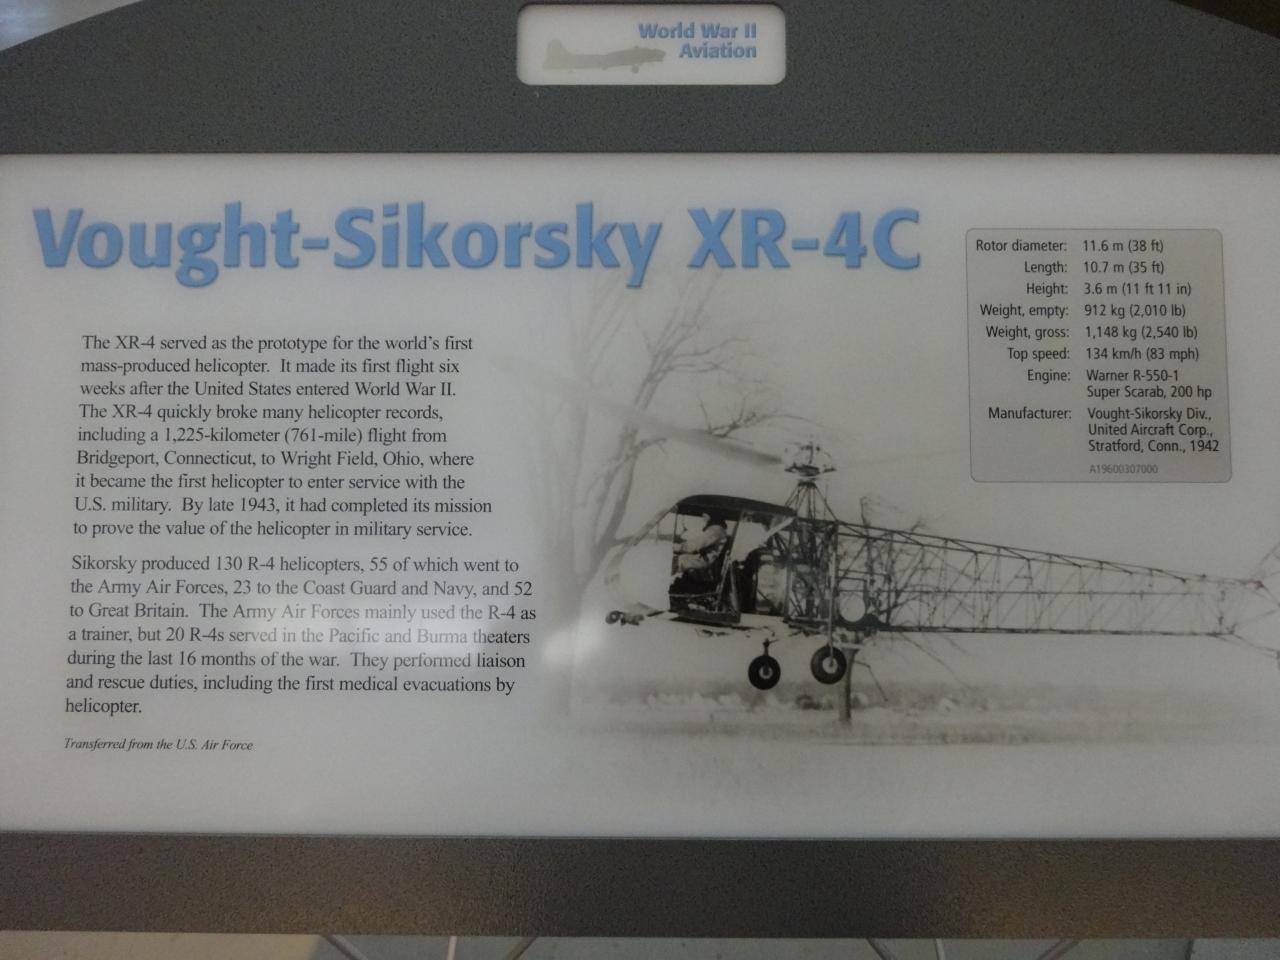 World War II
Aviation
Vought-Sikorsky XR-4C
The XR-4 served as the prototype for the world's first
mass-produced helicopter.  It made its first flight six
weeks after the United States entered World War II.
The XR-4 quickly broke many helicopter records,
including a 1,225-kilometer (761-mile) flight from
Bridgeport, Connecticut, to Wright Field, Ohio, where
it became the first helicopter to enter service with the
U.S. military.  By late 1943, it had completed its mission
to prove the value of the helicopter in military service.
Sikorsky produced 130 R-4 helicopters, 55 of which went to
the Army Air Forces, 23 to the Coast Guard and Navy, and 52
to Great Britain.  The Army Air Forces mainly used the R-4 as
a trainer, but 20 R-4s served in the Pacific and Burma theaters
during the last 16 months of the war.  They performed liaison
and rescue duties, including the first medical evacuations by
helicopter.
Transferred from the U.S. Air Force
Rotor diameter: 11.6 m (38 ft)
Length: 10.7 m (35 ft)
Height: 3.6 m (11 ft 11 in)
Weight, empty: 912 kg (2,010 lb)
Weight, gross: 1,148 kg (2,540 lb)
Top speed: 134 km/h (83 mph)
Engine: Warner R-550-1
Super Scarab, 200 hp
Manufacturer: Vought-Sikorsky Div.,
United Aircraft Corp.,
Stratford, Conn., 1942
A19600307000